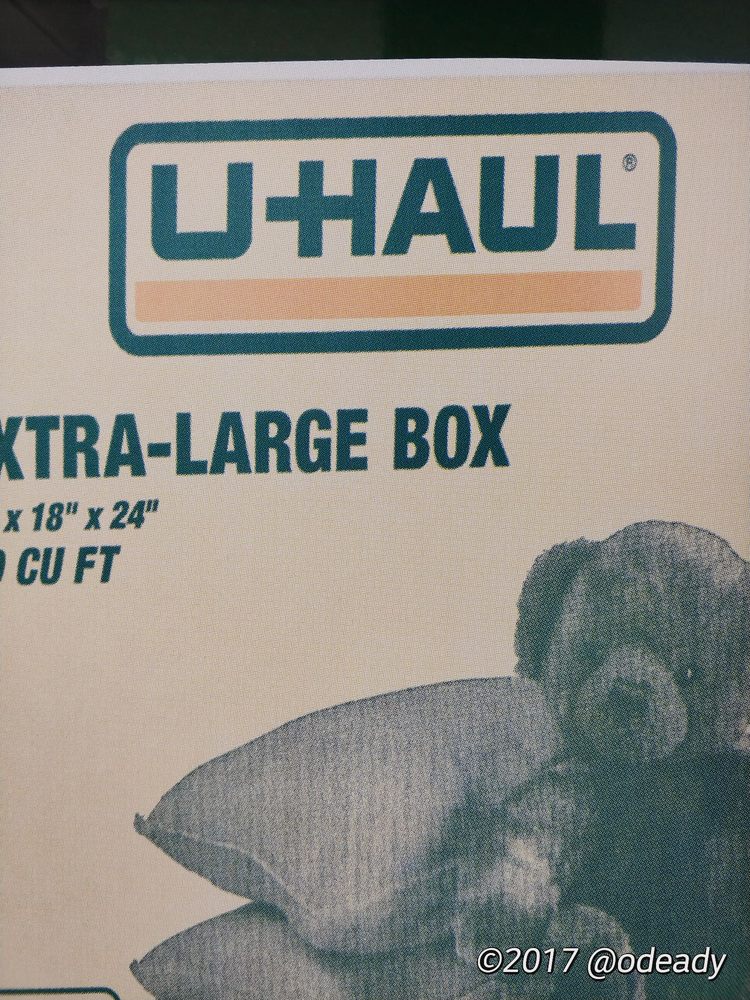 U-HAUL®
XTRA-LARGE BOX
x 18" x 24"
CU FT
©2017 @odeady